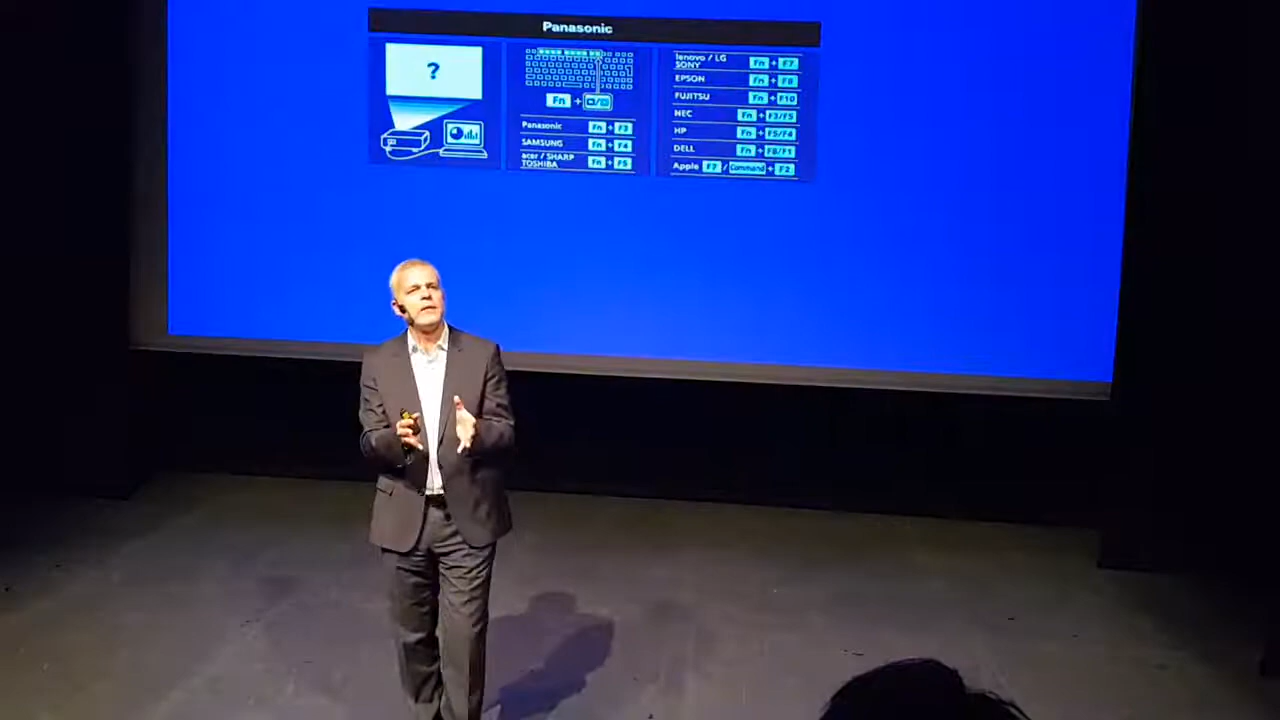 Panasonic
?
Fn +
Panasonic Fn + F3
SAMSUNG Fn + F4
acer / SHARP
TOSHIBA Fn + F5
lenovo / LG
SONY Fn + F7
EPSON Fn + F8
FUJITSU Fn + F10
NEC Fn + F3/F5
HP Fn + F5/F4
DELL Fn + F8/F1
Apple F7 / Command + F2